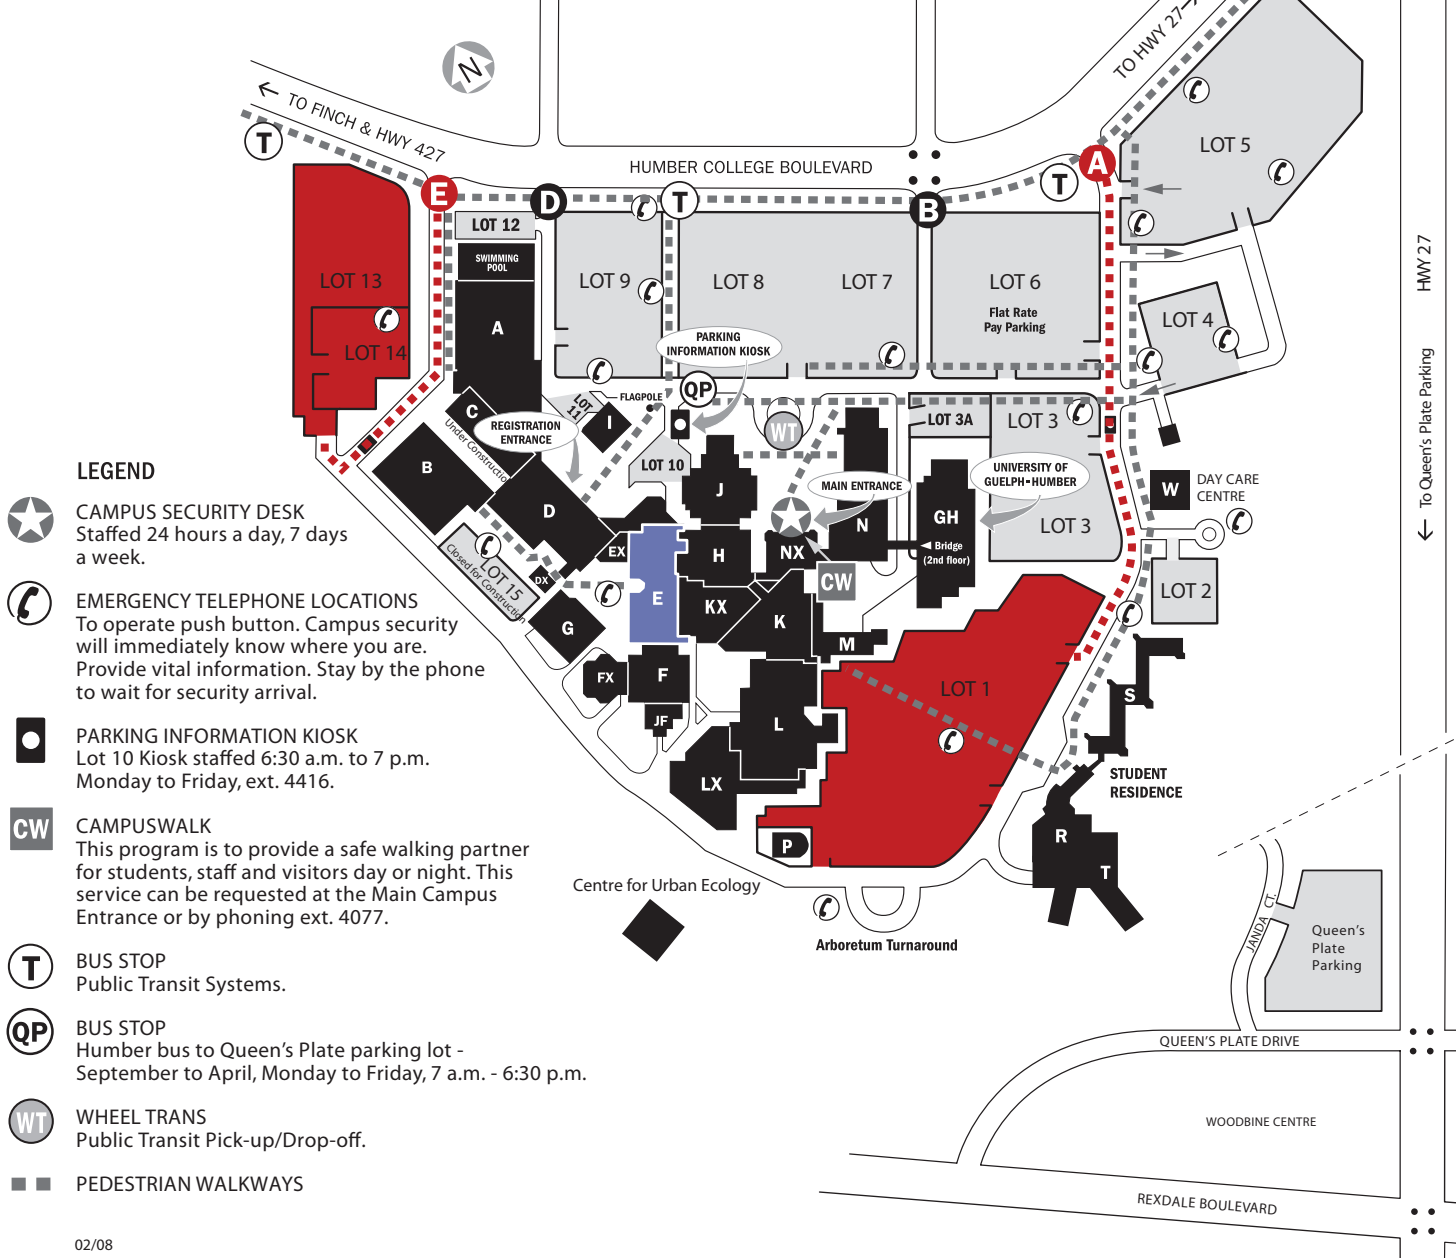 N
TO HWY 27
← TO FINCH & HWY 427
T
HUMBER COLLEGE BOULEVARD
E
D
T
B
T
A
LOT 5
HWY 27
← To Queen's Plate Parking
LOT 12
SWIMMING
POOL
LOT 13
LOT 14
A
LOT 9
LOT 8
LOT 7
LOT 6
Flat Rate
Pay Parking
LOT 4
PARKING
INFORMATION KIOSK
QP
WT
FLAGPOLE
LOT
11
I
C
Under Construction
REGISTRATION
ENTRANCE
LOT 3A
LOT 3
B
LOT 10
J
MAIN ENTRANCE
UNIVERSITY OF
GUELPH-HUMBER
LOT 3
W
DAY CARE
CENTRE
D
N
GH
Bridge
(2nd floor)
EX
H
NX
CW
LOT 15
Closed for Construction
DX
E
KX
K
G
M
LOT 2
FX
F
JF
L
LX
LOT 1
S
STUDENT
RESIDENCE
P
R
T
Centre for Urban Ecology
Arboretum Turnaround
JANDA CT.
Queen's
Plate
Parking
QUEEN'S PLATE DRIVE
WOODBINE CENTRE
REXDALE BOULEVARD
LEGEND
CAMPUS SECURITY DESK
Staffed 24 hours a day, 7 days
a week.
EMERGENCY TELEPHONE LOCATIONS
To operate push button. Campus security
will immediately know where you are.
Provide vital information. Stay by the phone
to wait for security arrival.
PARKING INFORMATION KIOSK
Lot 10 Kiosk staffed 6:30 a.m. to 7 p.m.
Monday to Friday, ext. 4416.
CW
CAMPUSWALK
This program is to provide a safe walking partner
for students, staff and visitors day or night. This
service can be requested at the Main Campus
Entrance or by phoning ext. 4077.
T
BUS STOP
Public Transit Systems.
QP
BUS STOP
Humber bus to Queen's Plate parking lot -
September to April, Monday to Friday, 7 a.m. - 6:30 p.m.
WT
WHEEL TRANS
Public Transit Pick-up/Drop-off.
PEDESTRIAN WALKWAYS
02/08